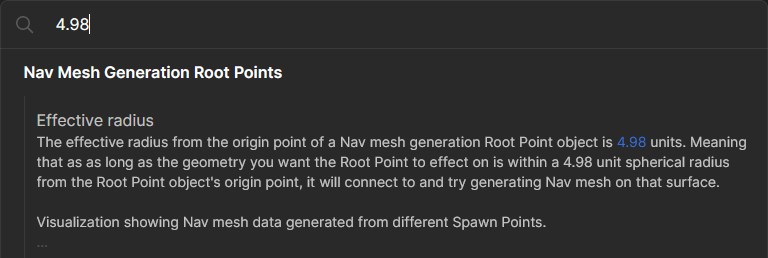 4.98
Nav Mesh Generation Root Points
Effective radius
The effective radius from the origin point of a Nav mesh generation Root Point object is 4.98 units. Meaning
that as as long as the geometry you want the Root Point to effect on is within a 4.98 unit spherical radius
from the Root Point object's origin point, it will connect to and try generating Nav mesh on that surface.
Visualization showing Nav mesh data generated from different Spawn Points.
...